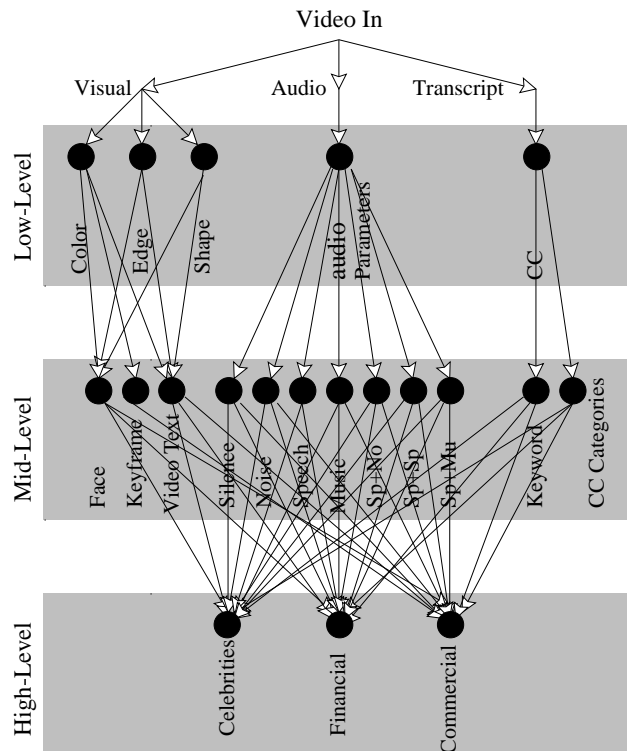 Video In
Visual
Audio
Transcript
Low-Level
Color
Edge
Shape
audio
Parameters
CC
Mid-Level
Face
Keyframe
Video Text
Silence
Noise
Speech
Music
Sp+No
Sp+Sp
Sp+Mu
Keyword
CC Categories
High-Level
Celebrities
Financial
Commercial